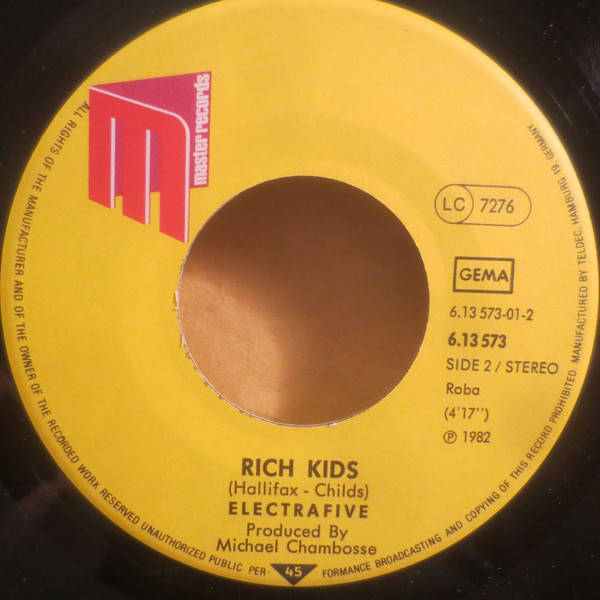 master records
LC 7276
GEMA
6.13 573-01-2
6.13 573
SIDE 2 / STEREO
Roba
(4'17")
℗ 1982
RICH KIDS
(Hallifax - Childs)
ELECTRAFIVE
Produced By
Michael Chambosse
ALL RIGHTS OF THE MANUFACTURER AND OF THE OWNER OF THE RECORDED WORK RESERVED UNAUTHORIZED PUBLIC PER- 45 FORMANCE BROADCASTING AND COPYING OF THIS RECORD PROHIBITED MANUFACTURED BY TELDEC, HAMBURG 19, GERMANY.